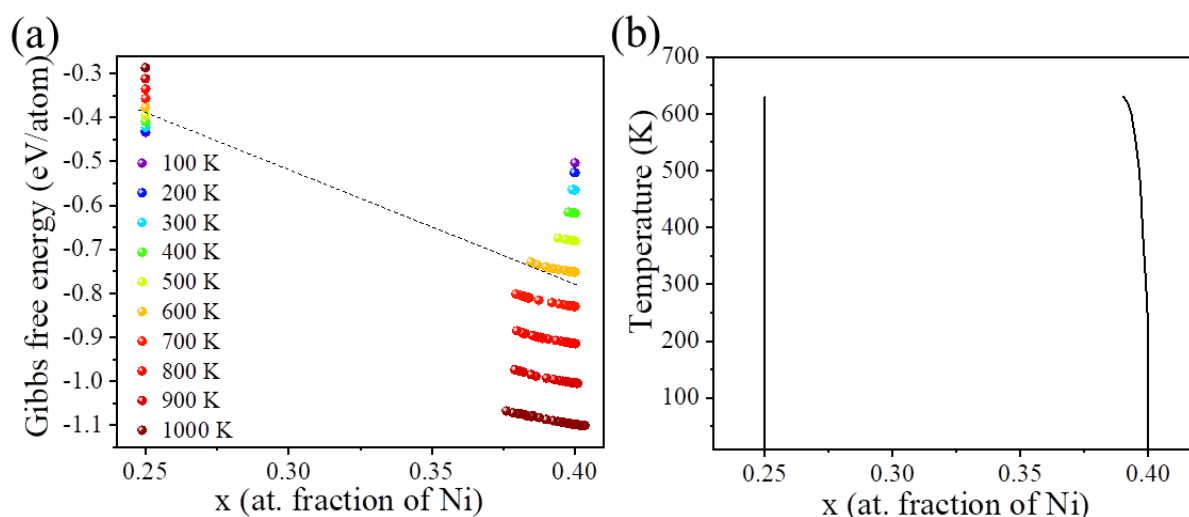 (a)
Gibbs free energy (eV/atom)
-0.3
-0.4
-0.5
-0.6
-0.7
-0.8
-0.9
-1.0
-1.1
100 K
200 K
300 K
400 K
500 K
600 K
700 K
800 K
900 K
1000 K
0.25
0.30
0.35
0.40
x (at. fraction of Ni)
(b)
Temperature (K)
700
600
500
400
300
200
100
0.25
0.30
0.35
0.40
x (at. fraction of Ni)